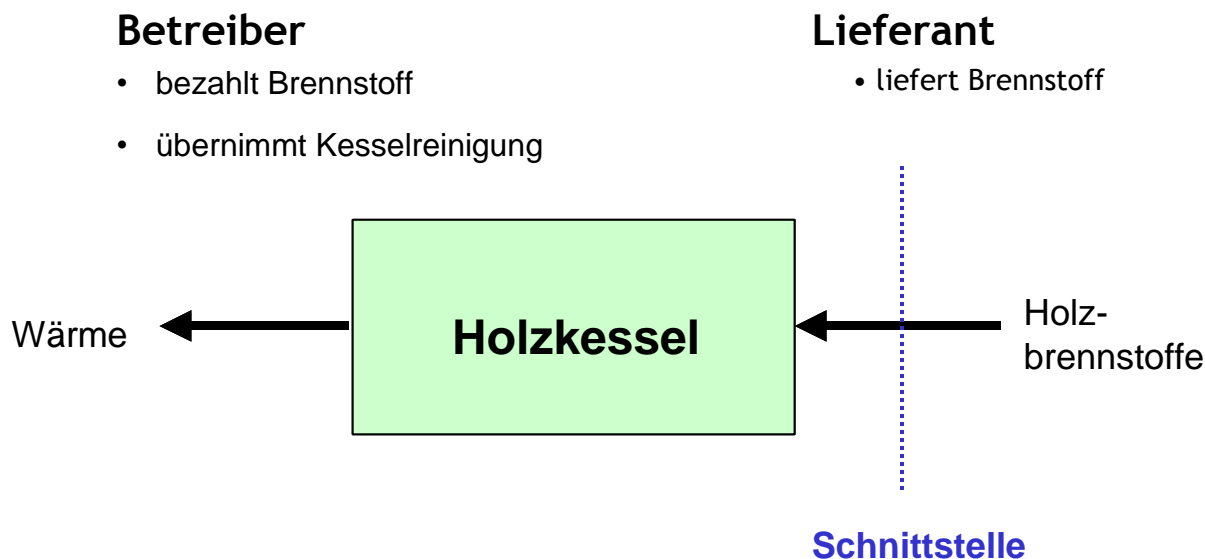 Betreiber
• bezahlt Brennstoff
• übernimmt Kesselreinigung
Lieferant
• liefert Brennstoff
Wärme
Holzkessel
Holz-
brennstoffe
Schnittstelle